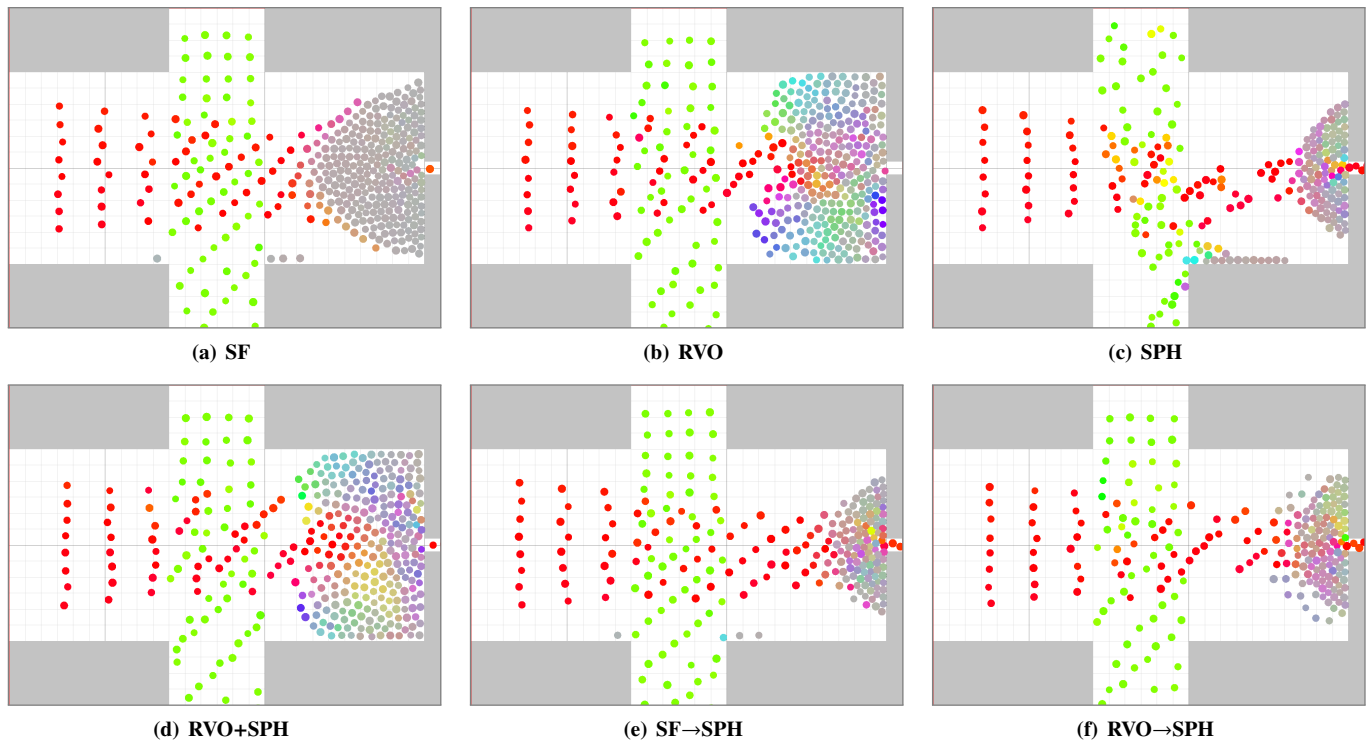 (a) SF
(b) RVO
(c) SPH
(d) RVO+SPH
(e) SF→SPH
(f) RVO→SPH